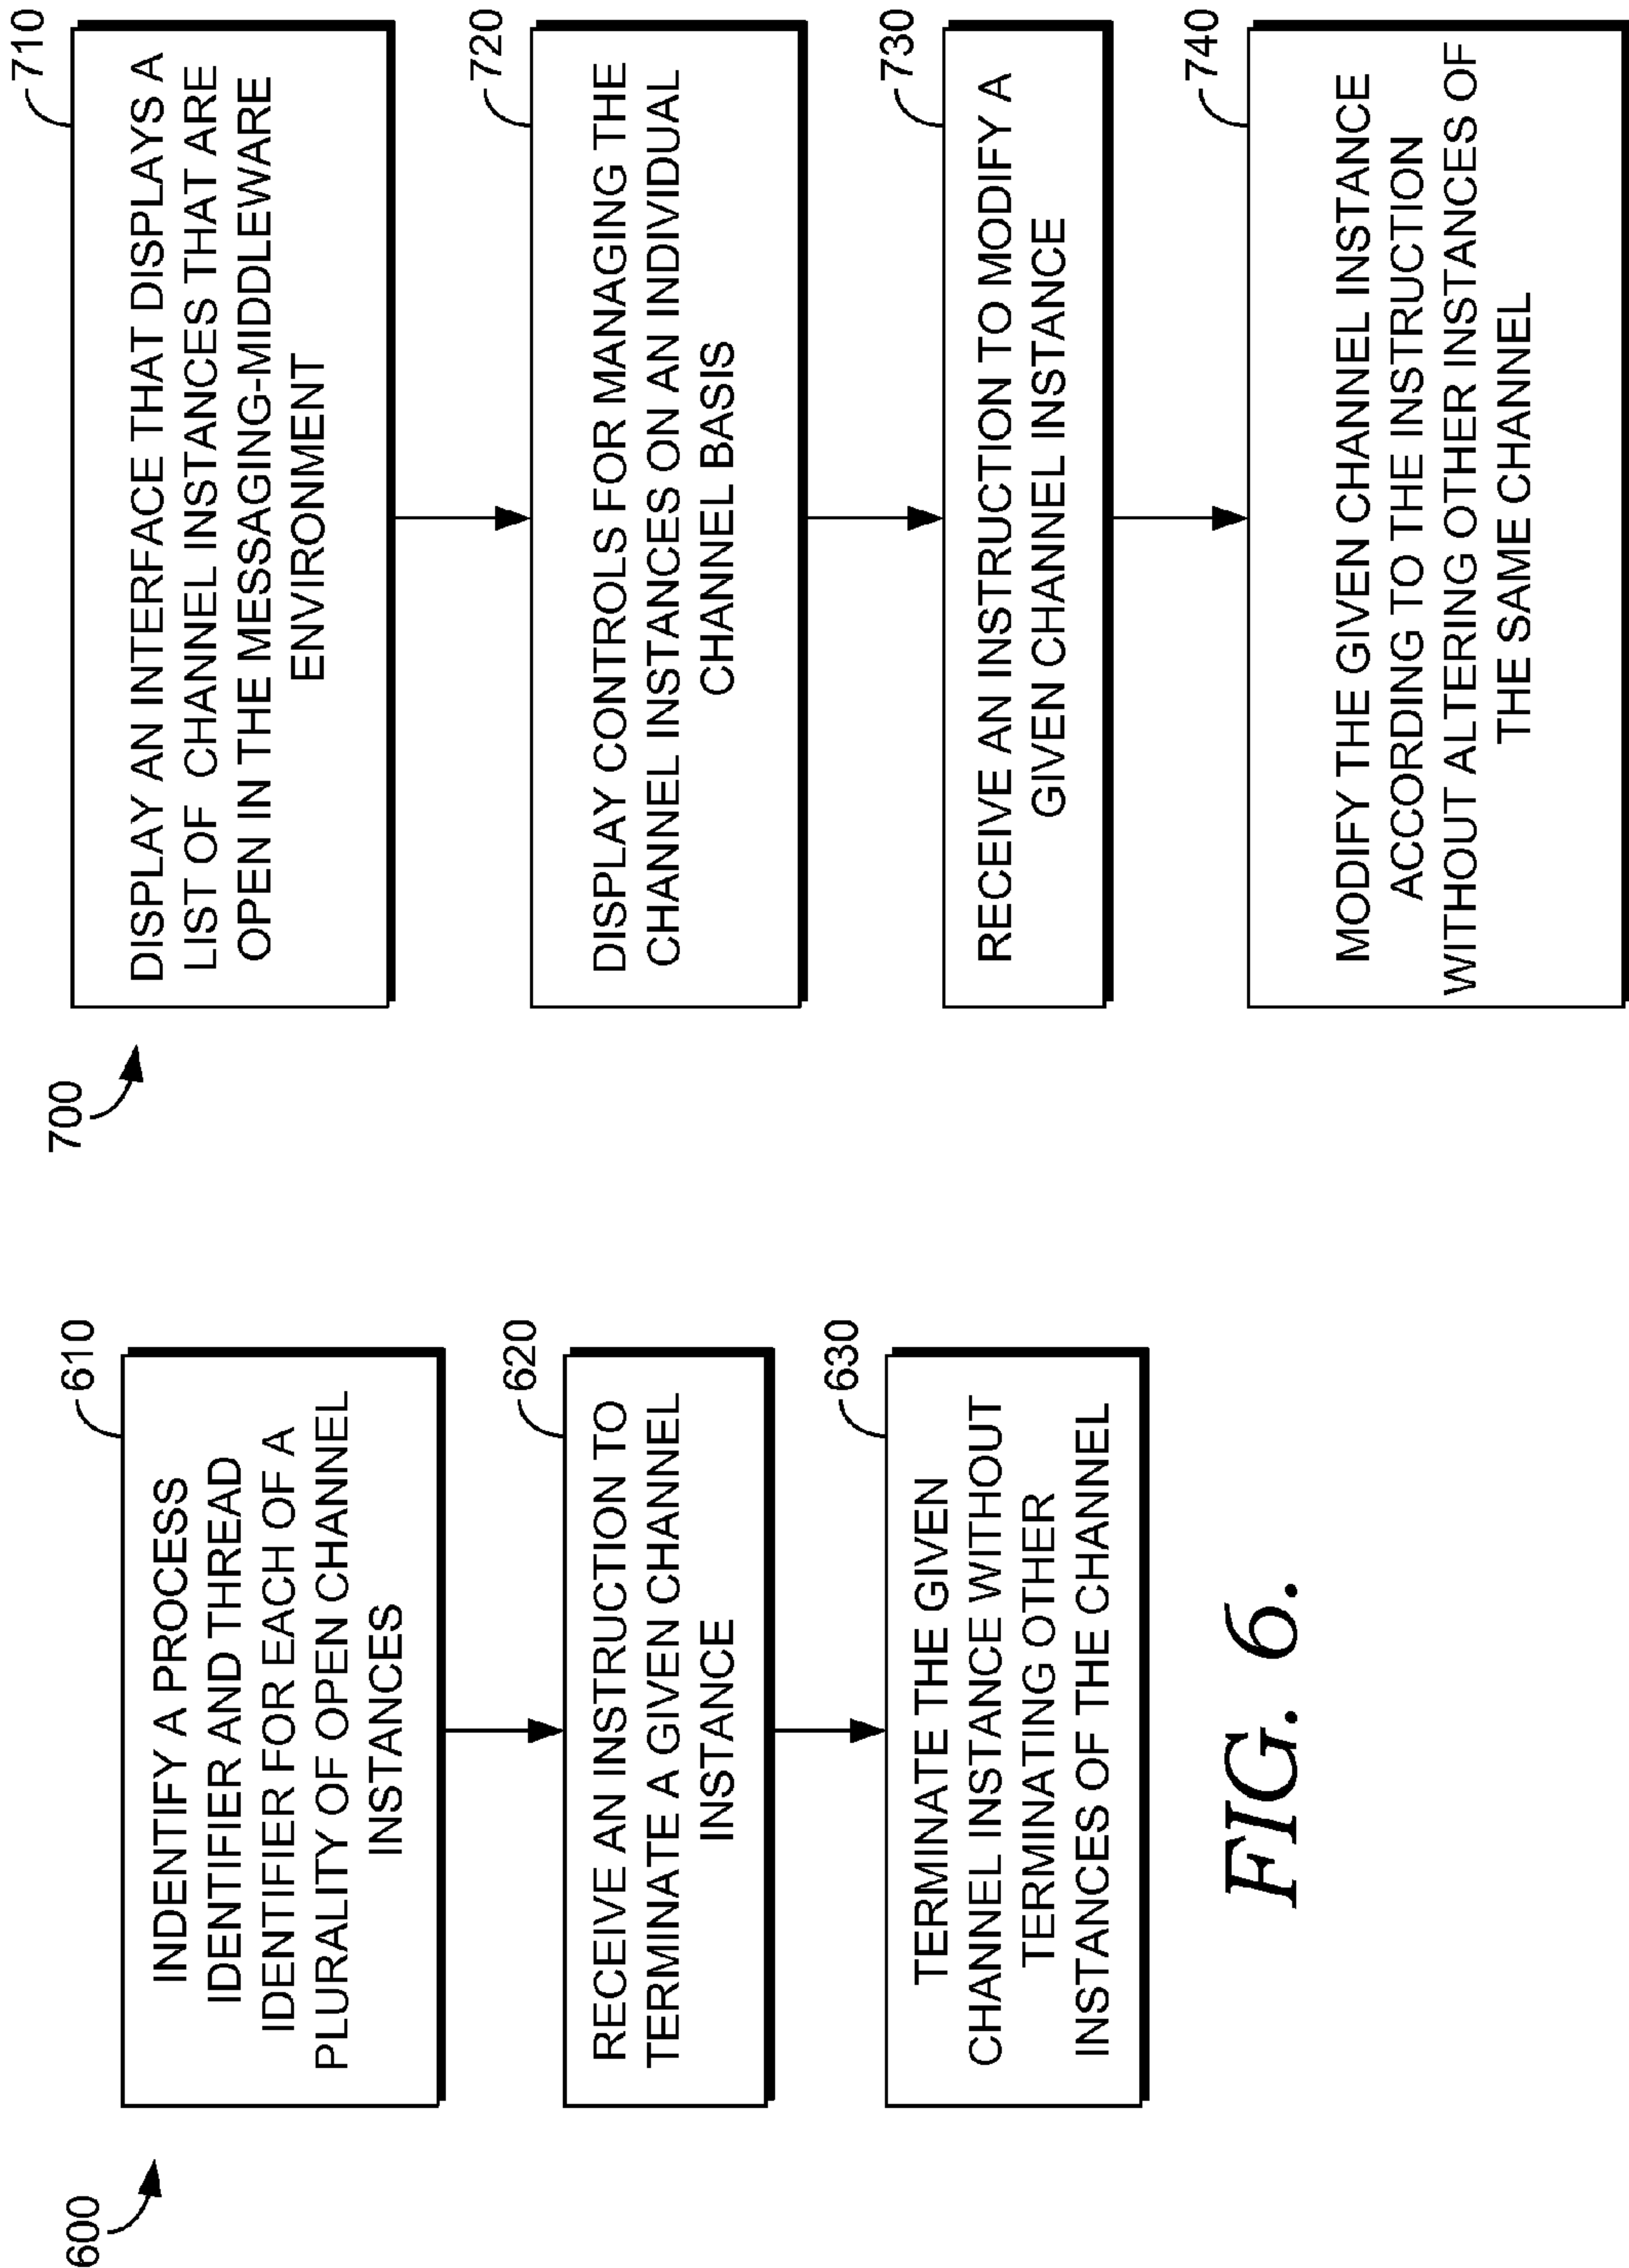 600
610
INDENTIFY A PROCESS
IDENTIFIER AND THREAD
IDENTIFIER FOR EACH OF A
PLURALITY OF OPEN CHANNEL
INSTANCES
620
RECEIVE AN INSTRUCTION TO
TERMINATE A GIVEN CHANNEL
INSTANCE
630
TERMINATE THE GIVEN
CHANNEL INSTANCE WITHOUT
TERMINATING OTHER
INSTANCES OF THE CHANNEL
FIG. 6.
700
710
DISPLAY AN INTERFACE THAT DISPLAYS A
LIST OF CHANNEL INSTANCES THAT ARE
OPEN IN THE MESSAGING-MIDDLEWARE
ENVIRONMENT
720
DISPLAY CONTROLS FOR MANAGING THE
CHANNEL INSTANCES ON AN INDIVIDUAL
CHANNEL BASIS
730
RECEIVE AN INSTRUCTION TO MODIFY A
GIVEN CHANNEL INSTANCE
740
MODIFY THE GIVEN CHANNEL INSTANCE
ACCORDING TO THE INSTRUCTION
WITHOUT ALTERING OTHER INSTANCES OF
THE SAME CHANNEL